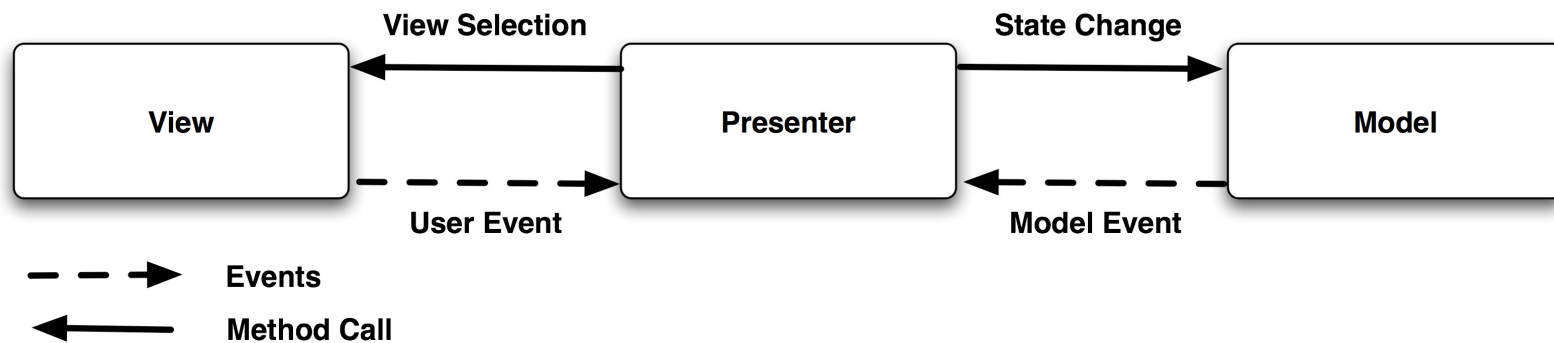 View Selection
State Change
View
Presenter
Model
User Event
Model Event
Events
Method Call